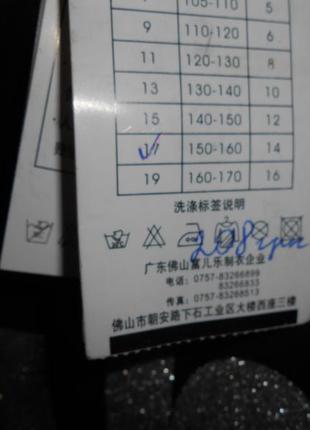 105-110 5
9 110-120 6
11 120-130 8
13 130-140 10
15 140-150 12
17 150-160 14
19 160-170 16
洗涤标签说明
208 грн
广东佛山富儿乐制衣企业
电话: 0757-83266899
83266833
传真: 0757-83268513
佛山市朝安路下石工业区大楼西座三楼